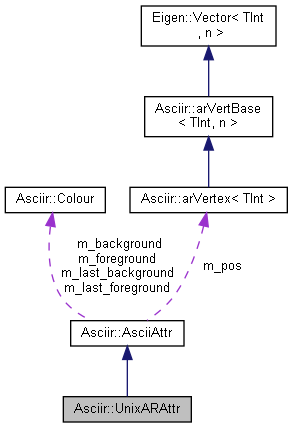 Eigen::Vector< TInt
, n >
Asciir::arVertBase
< TInt, n >
Asciir::Colour
Asciir::arVertex< TInt >
m_background
m_foreground
m_last_background
m_last_foreground
m_pos
Asciir::AsciiAttr
Asciir::UnixARAttr